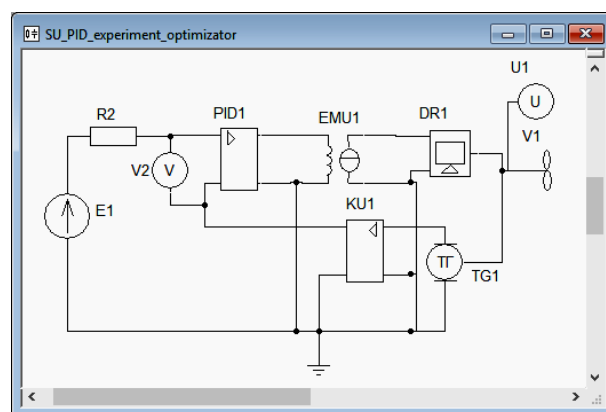 SU_PID_experiment_optimizator
U1
U
R2
PID1
EMU1
DR1
V1
V2
V
E1
KU1
ТГ
TG1